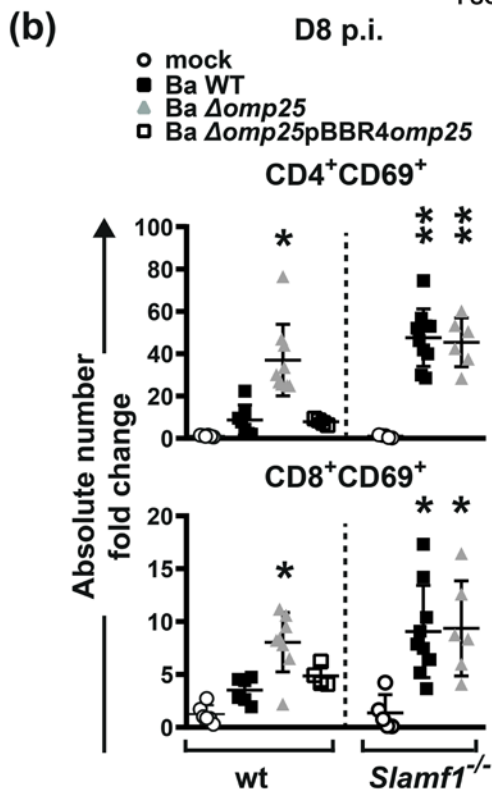 (b)
D8 p.i.
mock
Ba WT
Ba Δomp25
Ba Δomp25pBBR4omp25
CD4⁺CD69⁺
100
80
60
40
20
0
*
**
**
CD8⁺CD69⁺
20
15
10
5
0
*
*
*
Absolute number
fold change
wt
Slamf1⁻/⁻